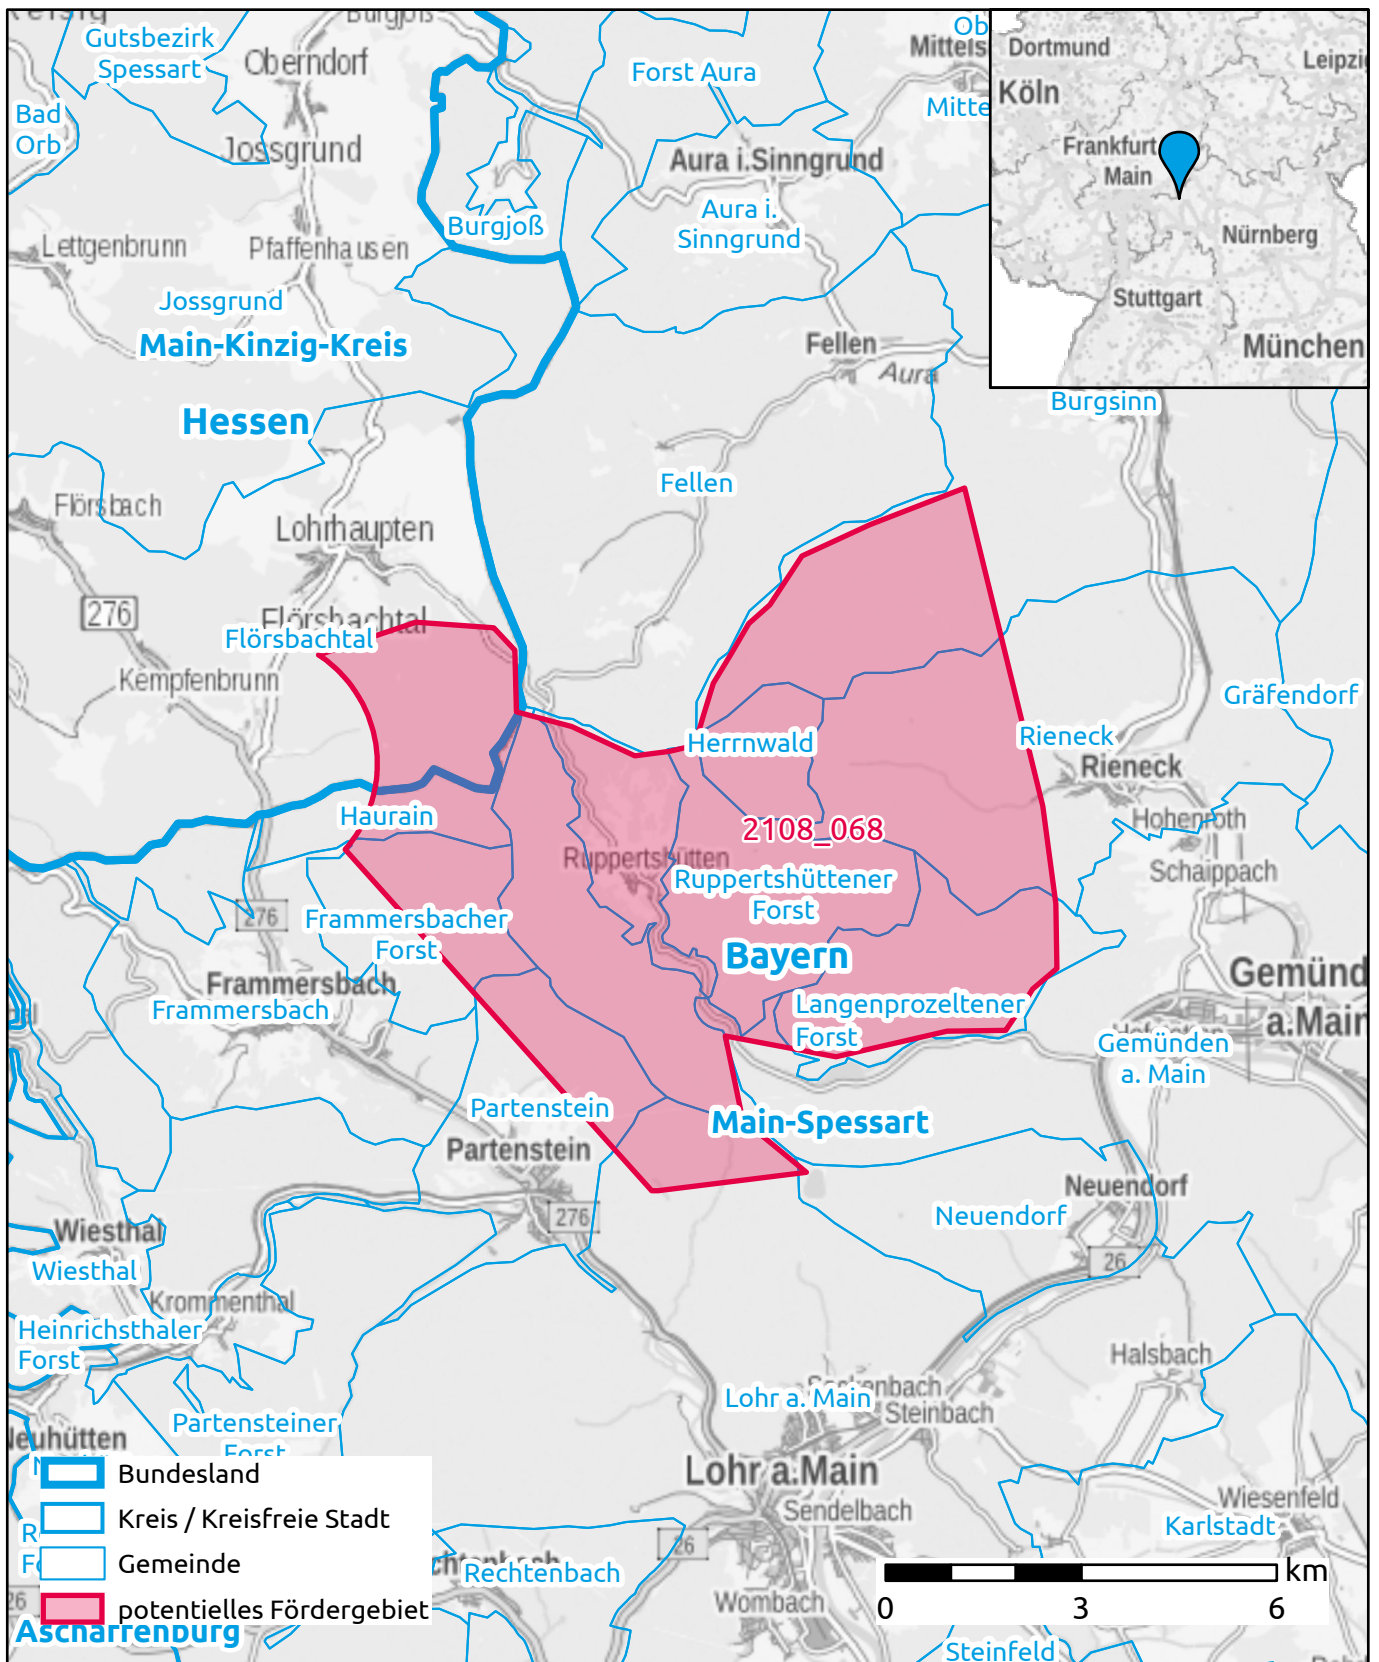 Burgjoß
Gutsbezirk
Spessart
Oberndorf
Forst Aura
Mittels
Mitte
Dortmund
Leipzig
Köln
Bad
Orb
Jossgrund
Aura i.Sinngrund
Frankfurt
Main
Aura i.
Sinngrund
Burgjoß
Lettgenbrunn
Pfaffenhausen
Nürnberg
Jossgrund
Stuttgart
Main-Kinzig-Kreis
Fellen
München
Aura
Burgsinn
Hessen
Fellen
Flörsbach
Lohrhaupten
276
Flörsbachtal
Flörsbachtal
Kempfenbrunn
Gräfendorf
Herrnwald
Rieneck
Rieneck
Haurain
2108_068
Hohenroth
Ruppertshütten
Schaippach
Ruppertshüttener
Forst
276
Frammersbacher
Forst
Bayern
Gemünd
a.Main
Frammersbach
Frammersbach
Langenprozeltener
Forst
Gemünden
a. Main
Partenstein
Main-Spessart
Partenstein
Neuendorf
Neuendorf
276
Wiesthal
Wiesthal
26
Krommenthal
Heinrichsthaler
Forst
Halsbach
Lohr a. Main
Steinbach
Partensteiner
Forst
Neuhütten
Lohr a.Main
Sendelbach
Wiesenfeld
Karlstadt
26
Rechtenbach
Wombach
Bundesland
Kreis / Kreisfreie Stadt
Gemeinde
potentielles Fördergebiet
26
Aschaffenburg
km
0 3 6
Steinfeld